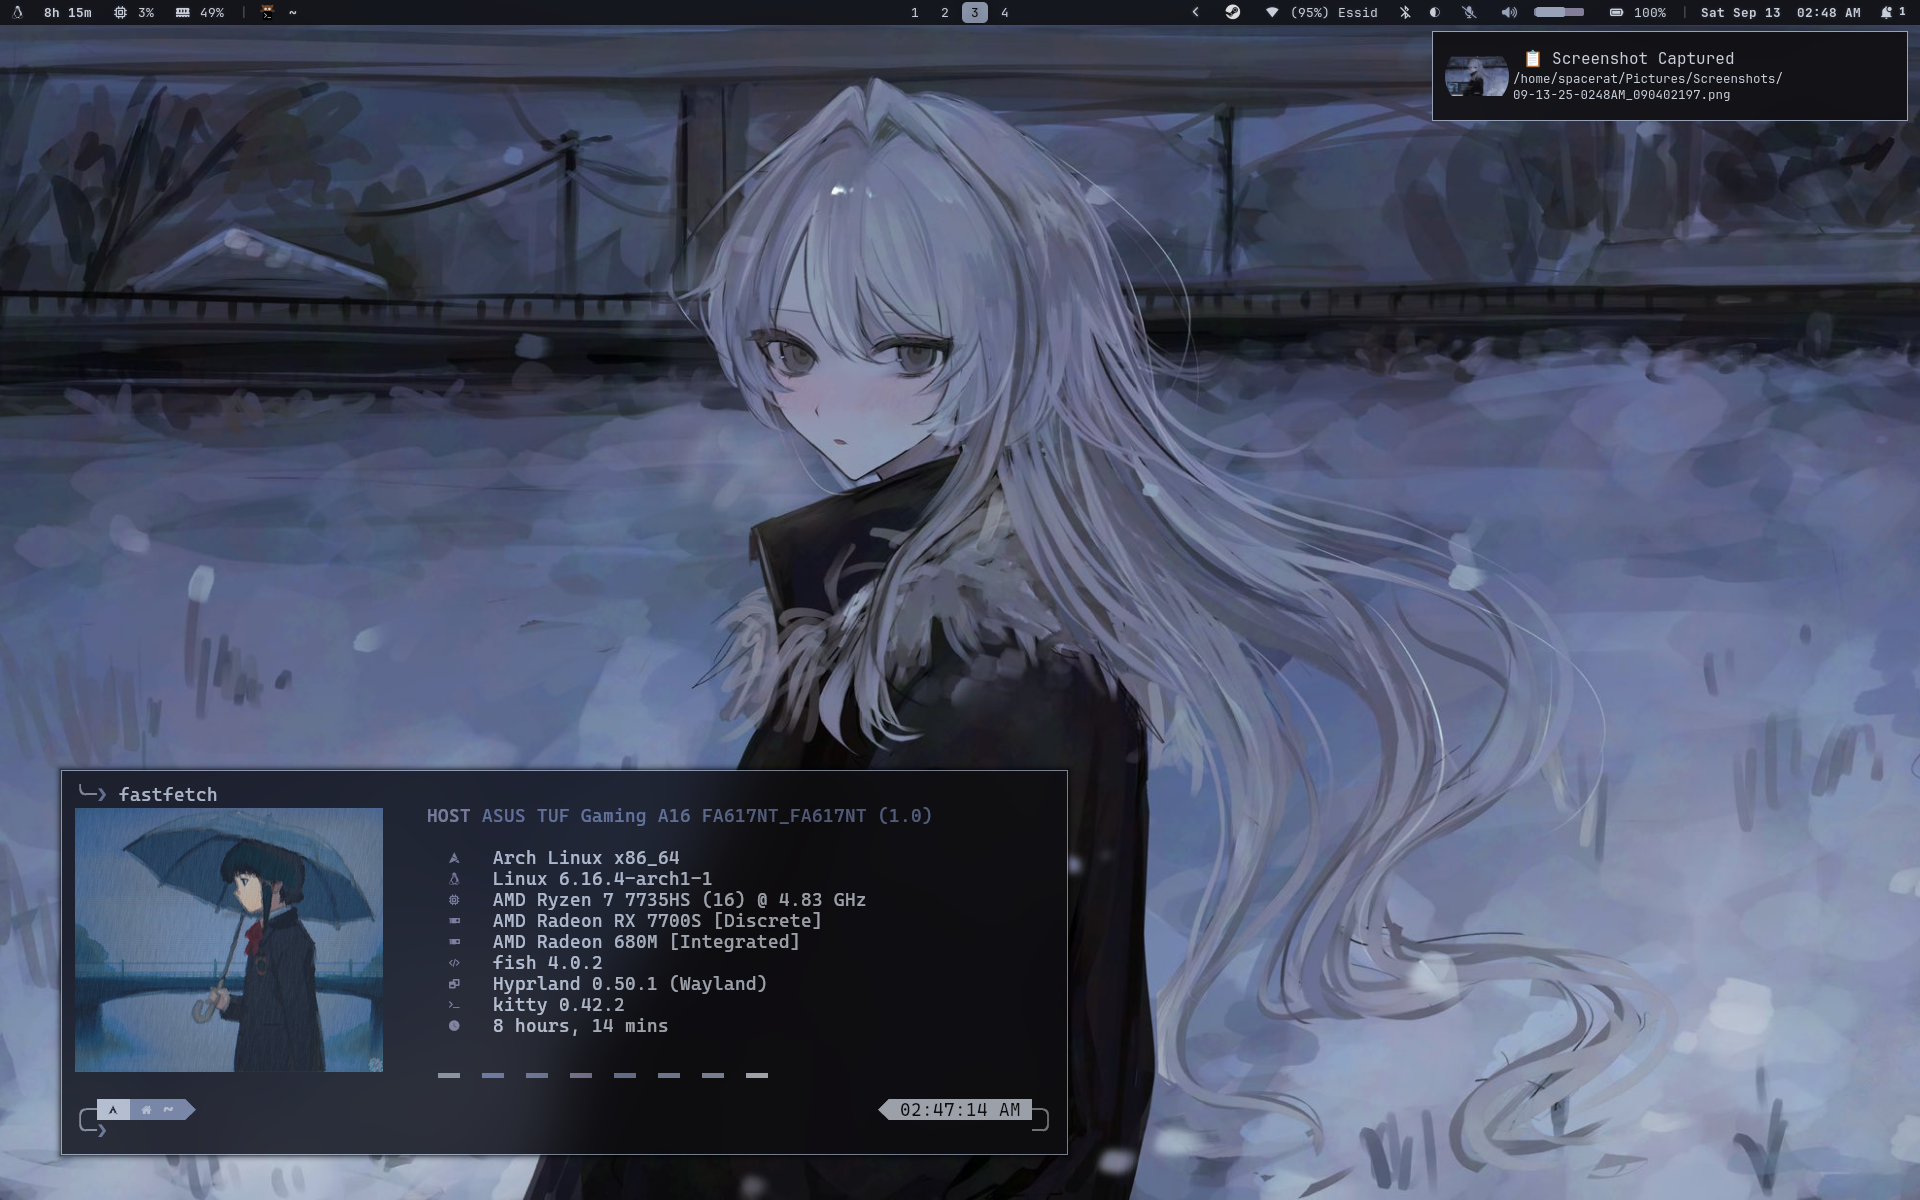 8h 15m 3% 49% | ~ 1 2 3 4 (95%) Essid 100% | Sat Sep 13 02:48 AM 1
Screenshot Captured
/home/spacerat/Pictures/Screenshots/
09-13-25-0248AM_090402197.png
fastfetch
HOST ASUS TUF Gaming A16 FA617NT_FA617NT (1.0)
Arch Linux x86_64
Linux 6.16.4-arch1-1
AMD Ryzen 7 7735HS (16) @ 4.83 GHz
AMD Radeon RX 7700S [Discrete]
AMD Radeon 680M [Integrated]
fish 4.0.2
Hyprland 0.50.1 (Wayland)
kitty 0.42.2
8 hours, 14 mins
~ 02:47:14 AM